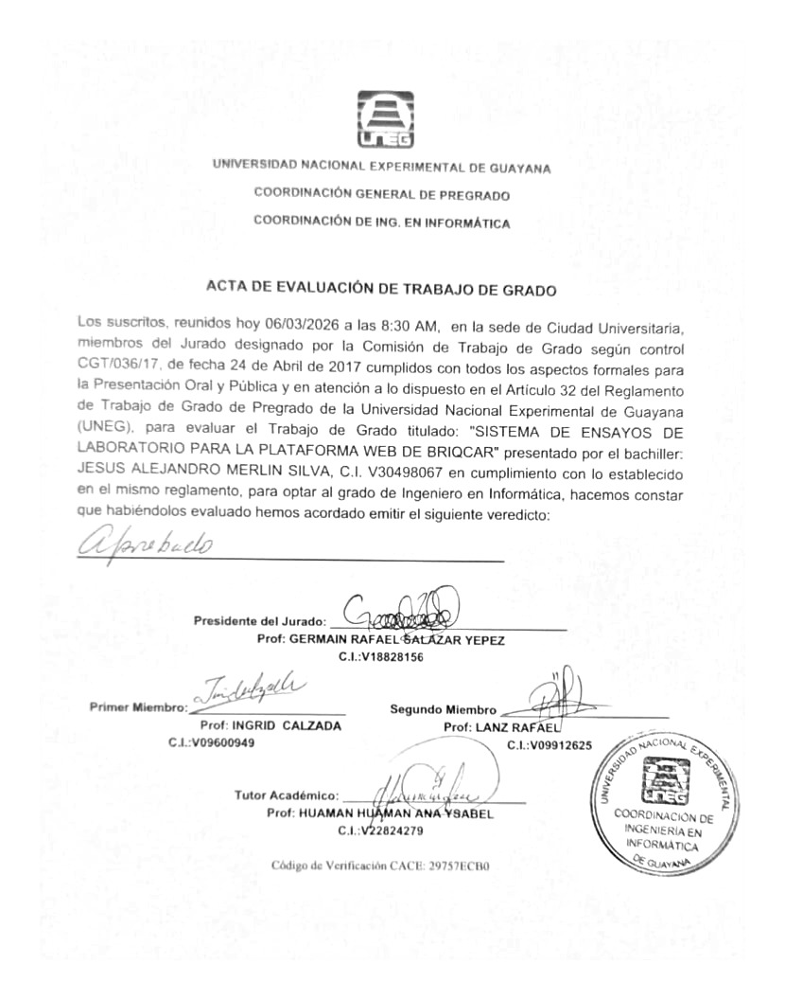 UNEG
UNIVERSIDAD NACIONAL EXPERIMENTAL DE GUAYANA
COORDINACIÓN GENERAL DE PREGRADO
COORDINACIÓN DE ING. EN INFORMÁTICA
ACTA DE EVALUACIÓN DE TRABAJO DE GRADO
Los suscritos, reunidos hoy 06/03/2026 a las 8:30 AM, en la sede de Ciudad Universitaria,
miembros del Jurado designado por la Comisión de Trabajo de Grado según control
CGT/036/17, de fecha 24 de Abril de 2017 cumplidos con todos los aspectos formales para
la Presentación Oral y Pública y en atención a lo dispuesto en el Artículo 32 del Reglamento
de Trabajo de Grado de Pregrado de la Universidad Nacional Experimental de Guayana
(UNEG), para evaluar el Trabajo de Grado titulado: "SISTEMA DE ENSAYOS DE
LABORATORIO PARA LA PLATAFORMA WEB DE BRIQCAR" presentado por el bachiller:
JESUS ALEJANDRO MERLIN SILVA, C.I. V30498067 en cumplimiento con lo establecido
en el mismo reglamento, para optar al grado de Ingeniero en Informática, hacemos constar
que habiéndolos evaluado hemos acordado emitir el siguiente veredicto:
Aprobado
Presidente del Jurado:
Prof: GERMAIN RAFAEL SALAZAR YEPEZ
C.I.:V18828156
Primer Miembro:
Prof: INGRID CALZADA
C.I.:V09600949
Segundo Miembro
Prof: LANZ RAFAEL
C.I.:V09912625
Tutor Académico:
Prof: HUAMAN HUAMAN ANA YSABEL
C.I.:V22824279
Código de Verificación CACE: 29757ECB0
UNIVERSIDAD NACIONAL EXPERIMENTAL
UNEG
COORDINACIÓN DE
INGENIERÍA EN
INFORMÁTICA
DE GUAYANA